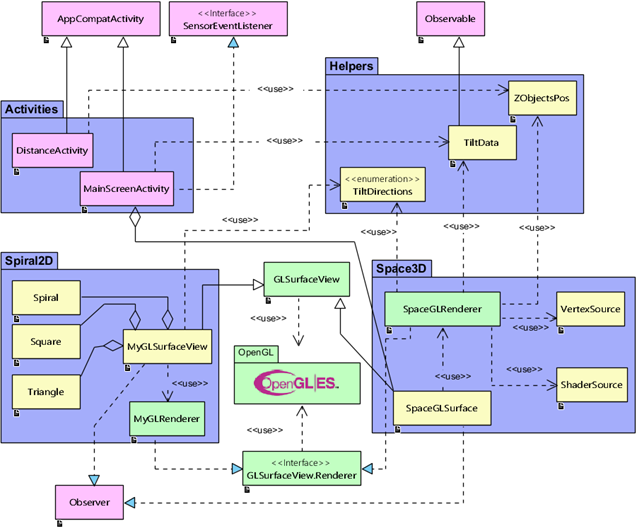 AppCompatActivity
<<Interface>>
SensorEventListener
Observable
<<use>>
Helpers
ZObjectsPos
Activities
<<use>>
TiltData
DistanceActivity
MainScreenActivity
<<enumeration>>
TiltDirections
<<use>>
<<use>>
<<use>>
<<use>>
Spiral2D
Space3D
GLSurfaceView
Spiral
SpaceGLRenderer
VertexSource
<<use>>
<<use>>
Square
MyGLSurfaceView
OpenGL
<<use>>
<<use>>
<<use>>
OpenGL|ES
ShaderSource
Triangle
MyGLRenderer
SpaceGLSurface
<<use>>
<<Interface>>
GLSurfaceView.Renderer
Observer